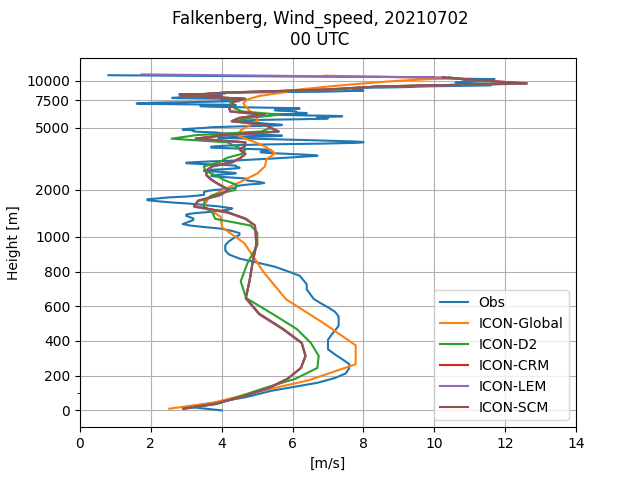 Falkenberg, Wind_speed, 20210702
00 UTC
Height [m]
10000
7500
5000
2000
1000
800
600
400
200
0
Obs
ICON-Global
ICON-D2
ICON-CRM
ICON-LEM
ICON-SCM
0 2 4 6 8 10 12 14
[m/s]